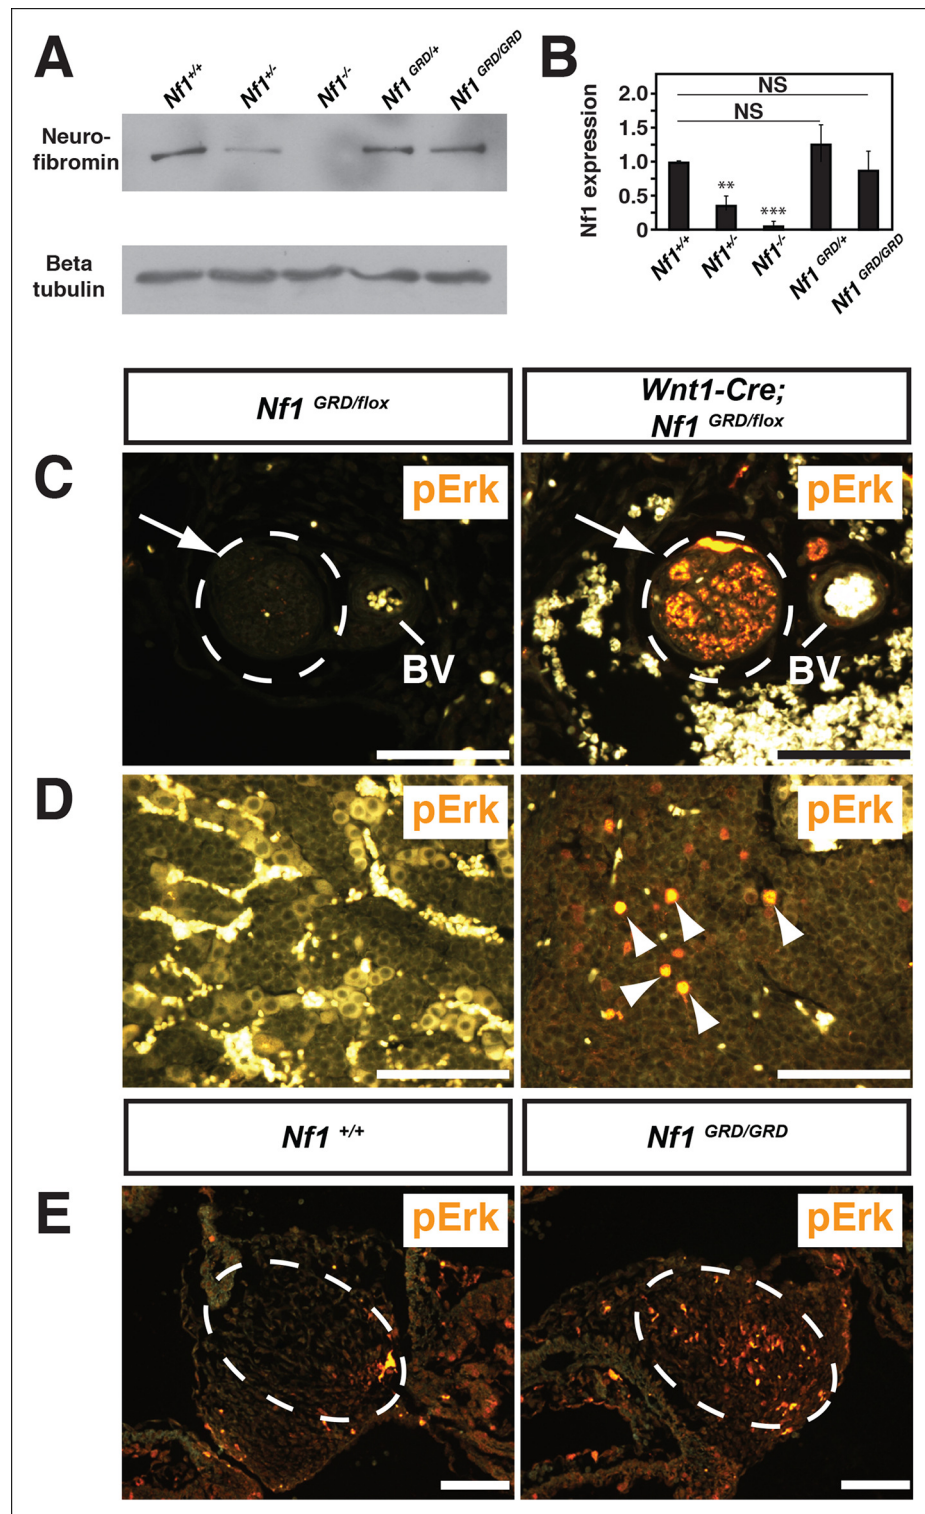 A
Nf1+/+ Nf1+/- Nf1-/- Nf1 GRD/+ Nf1 GRD/GRD
Neuro-
fibromin
Beta
tubulin
B
NS
NS
2.0
1.5
1.0
0.5
0
Nf1 expression
**
***
Nf1+/+ Nf1+/- Nf1-/- Nf1 GRD/+ Nf1 GRD/GRD
Nf1 GRD/flox
Wnt1-Cre;
Nf1 GRD/flox
C
pErk
BV
pErk
BV
D
pErk
pErk
Nf1 +/+
Nf1 GRD/GRD
E
pErk
pErk